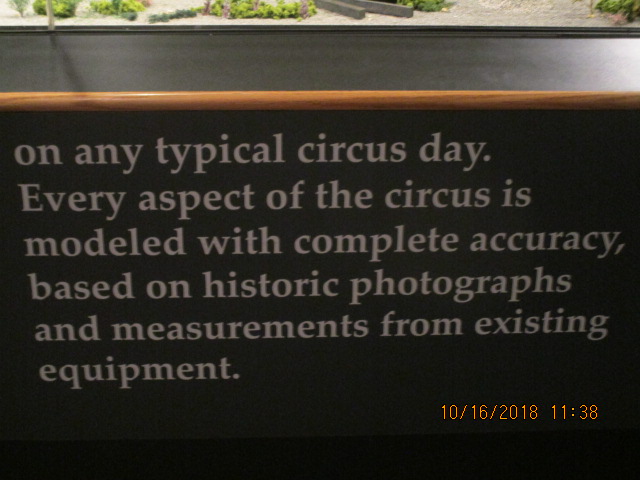 on any typical circus day.
Every aspect of the circus is
modeled with complete accuracy,
based on historic photographs
and measurements from existing
equipment.
10/16/2018 11:38